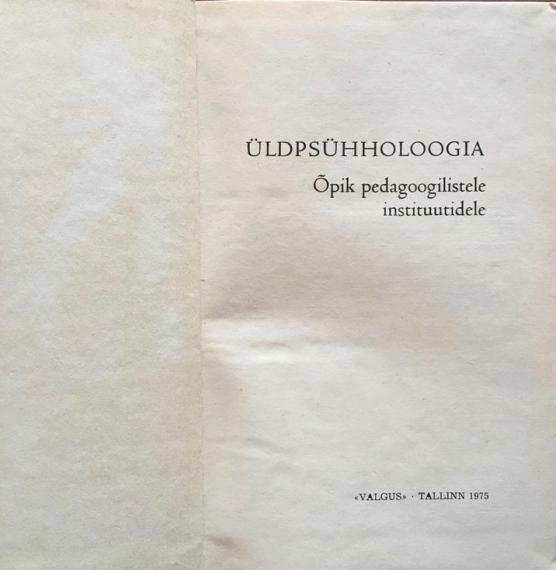 ÜLDPSÜHHOLOOGIA
Õpik pedagoogilistele
instituutidele
«VALGUS» · TALLINN 1975